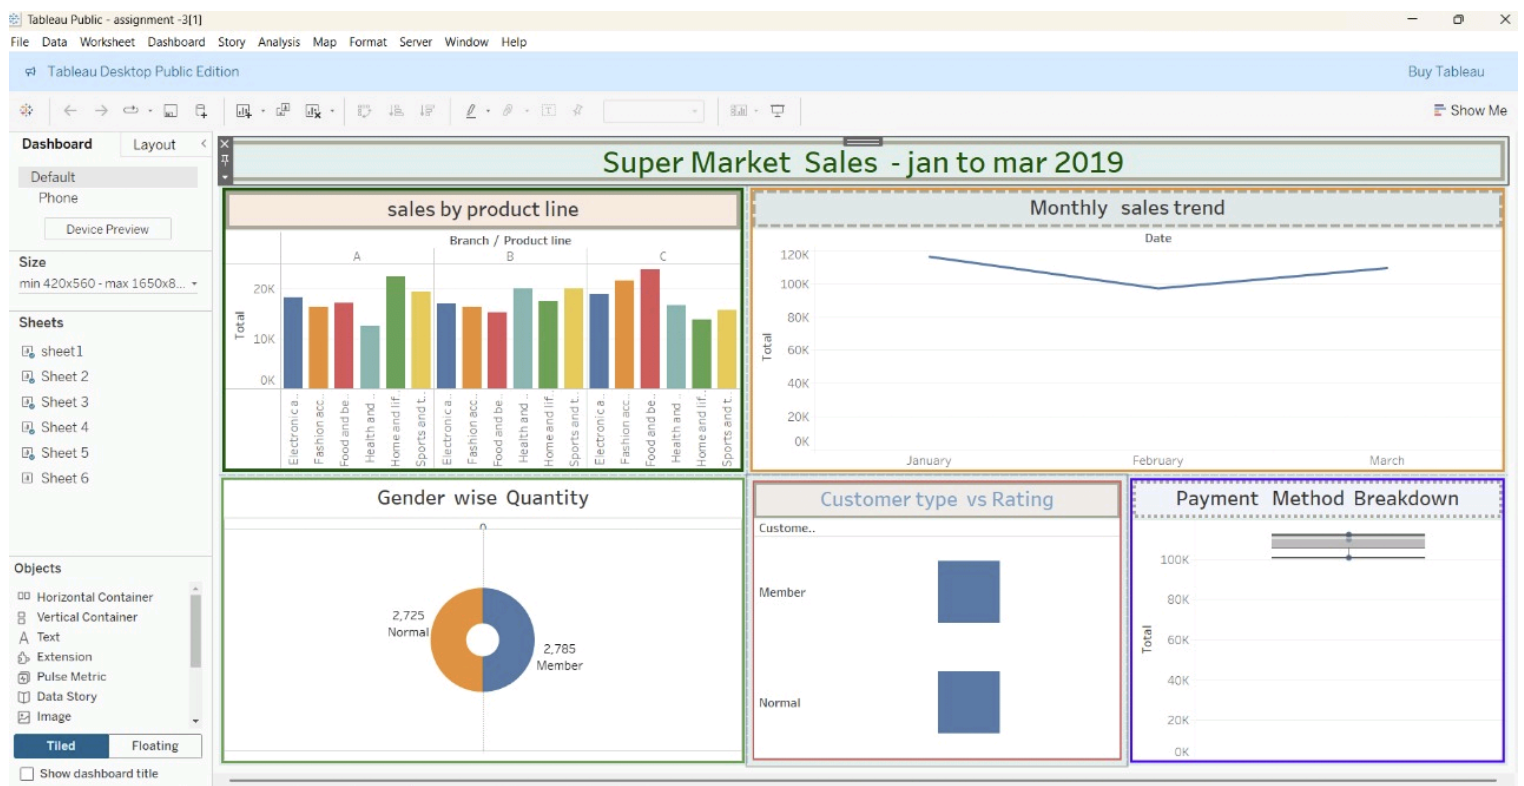 Tableau Public - assignment -3[1]
File Data Worksheet Dashboard Story Analysis Map Format Server Window Help
Tableau Desktop Public Edition
Buy Tableau
Show Me
Dashboard
Layout
Default
Phone
Device Preview
Size
min 420x560 - max 1650x8...
Sheets
sheet1
Sheet 2
Sheet 3
Sheet 4
Sheet 5
Sheet 6
Objects
Horizontal Container
Vertical Container
Text
Extension
Pulse Metric
Data Story
Image
Tiled
Floating
Show dashboard title
Super Market Sales - jan to mar 2019
sales by product line
Branch / Product line
A B C
Total
20K
10K
0K
Electronic a..
Fashion acc..
Food and be..
Health and ..
Home and lif..
Sports and t..
Electronic a..
Fashion acc..
Food and be..
Health and ..
Home and lif..
Sports and t..
Electronic a..
Fashion acc..
Food and be..
Health and ..
Home and lif..
Sports and t..
Monthly sales trend
Date
Total
120K
100K
80K
60K
40K
20K
0K
January February March
Gender wise Quantity
0
2,725
Normal
2,785
Member
Customer type vs Rating
Custome..
Member
Normal
Payment Method Breakdown
Total
100K
80K
60K
40K
20K
0K